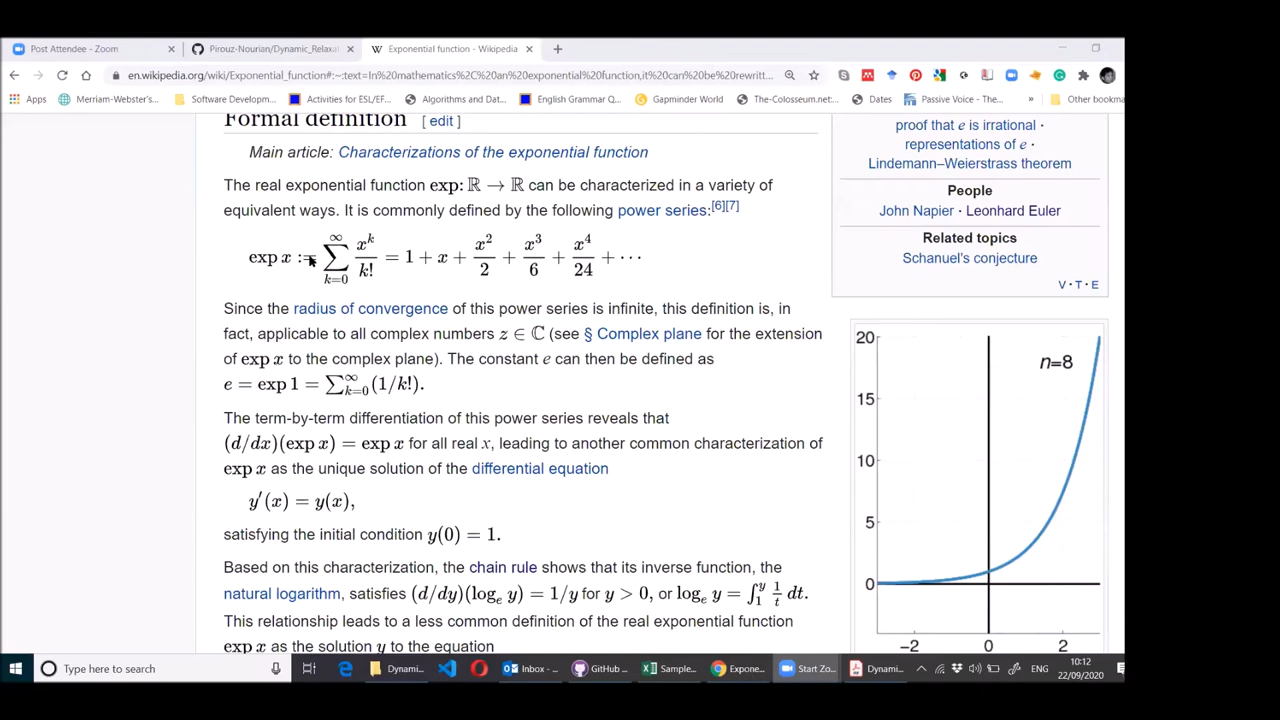 Post Attendee - Zoom
Pirouz-Nourian/Dynamic_Relaxat
Exponential function - Wikipedia
en.wikipedia.org/wiki/Exponential_function#:~:text=In%20mathematics%2C%20an%20exponential%20function,it%20can%20be%20rewritt...
Apps Merriam-Webster's... Software Developm... Activities for ESL/EF... Algorithms and Dat... English Grammar Q... Gapminder World The-Colosseum.net:... Dates Passive Voice - The... » Other bookma
Formal definition [ edit ]
Main article: Characterizations of the exponential function
The real exponential function exp: ℝ → ℝ can be characterized in a variety of
equivalent ways. It is commonly defined by the following power series:[6][7]
exp x := ∑_{k=0}^{∞} x^k/k! = 1 + x + x^2/2 + x^3/6 + x^4/24 + ···
Since the radius of convergence of this power series is infinite, this definition is, in
fact, applicable to all complex numbers z ∈ ℂ (see § Complex plane for the extension
of exp x to the complex plane). The constant e can then be defined as
e = exp 1 = ∑_{k=0}^{∞} (1/k!).
The term-by-term differentiation of this power series reveals that
(d/dx)(exp x) = exp x for all real x, leading to another common characterization of
exp x as the unique solution of the differential equation
y′(x) = y(x),
satisfying the initial condition y(0) = 1.
Based on this characterization, the chain rule shows that its inverse function, the
natural logarithm, satisfies (d/dy)(log_e y) = 1/y for y > 0, or log_e y = ∫_1^y 1/t dt.
This relationship leads to a less common definition of the real exponential function
exp x as the solution y to the equation
proof that e is irrational ·
representations of e ·
Lindemann–Weierstrass theorem
People
John Napier · Leonhard Euler
Related topics
Schanuel's conjecture
V · T · E
20
n=8
15
10
5
0
−2 0 2
Type here to search
Dynami...
Inbox - ...
GitHub ...
Sample...
Expone...
Start Zo...
Dynami...
ENG
10:12
22/09/2020